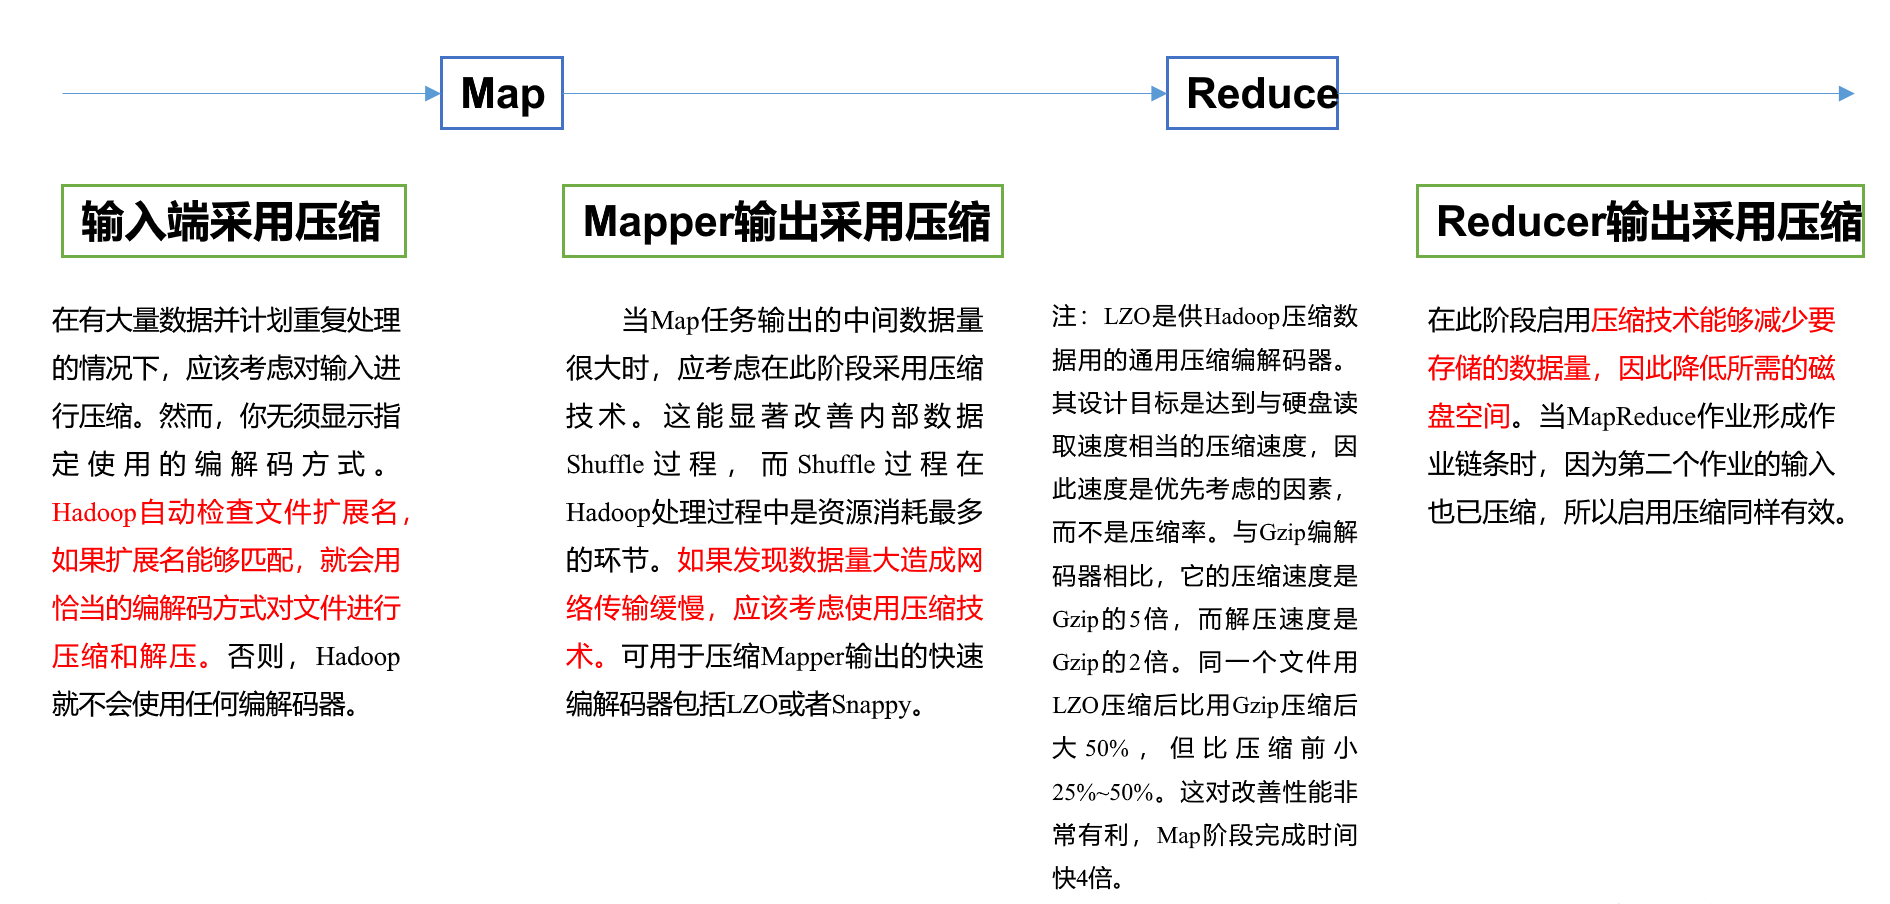 Map
Reduce
输入端采用压缩
Mapper输出采用压缩
Reducer输出采用压缩
在有大量数据并计划重复处理
的情况下，应该考虑对输入进
行压缩。然而，你无须显示指
定使用的编解码方式。
Hadoop自动检查文件扩展名，
如果扩展名能够匹配，就会用
恰当的编解码方式对文件进行
压缩和解压。否则，Hadoop
就不会使用任何编解码器。
当Map任务输出的中间数据量
很大时，应考虑在此阶段采用压缩
技术。这能显著改善内部数据
Shuffle过程，而Shuffle过程在
Hadoop处理过程中是资源消耗最多
的环节。如果发现数据量大造成网
络传输缓慢，应该考虑使用压缩技
术。可用于压缩Mapper输出的快速
编解码器包括LZO或者Snappy。
注：LZO是供Hadoop压缩数
据用的通用压缩编解码器。
其设计目标是达到与硬盘读
取速度相当的压缩速度，因
此速度是优先考虑的因素，
而不是压缩率。与Gzip编解
码器相比，它的压缩速度是
Gzip的5倍，而解压速度是
Gzip的2倍。同一个文件用
LZO压缩后比用Gzip压缩后
大50%，但比压缩前小
25%~50%。这对改善性能非
常有利，Map阶段完成时间
快4倍。
在此阶段启用压缩技术能够减少要
存储的数据量，因此降低所需的磁
盘空间。当MapReduce作业形成作
业链条时，因为第二个作业的输入
也已压缩，所以启用压缩同样有效。